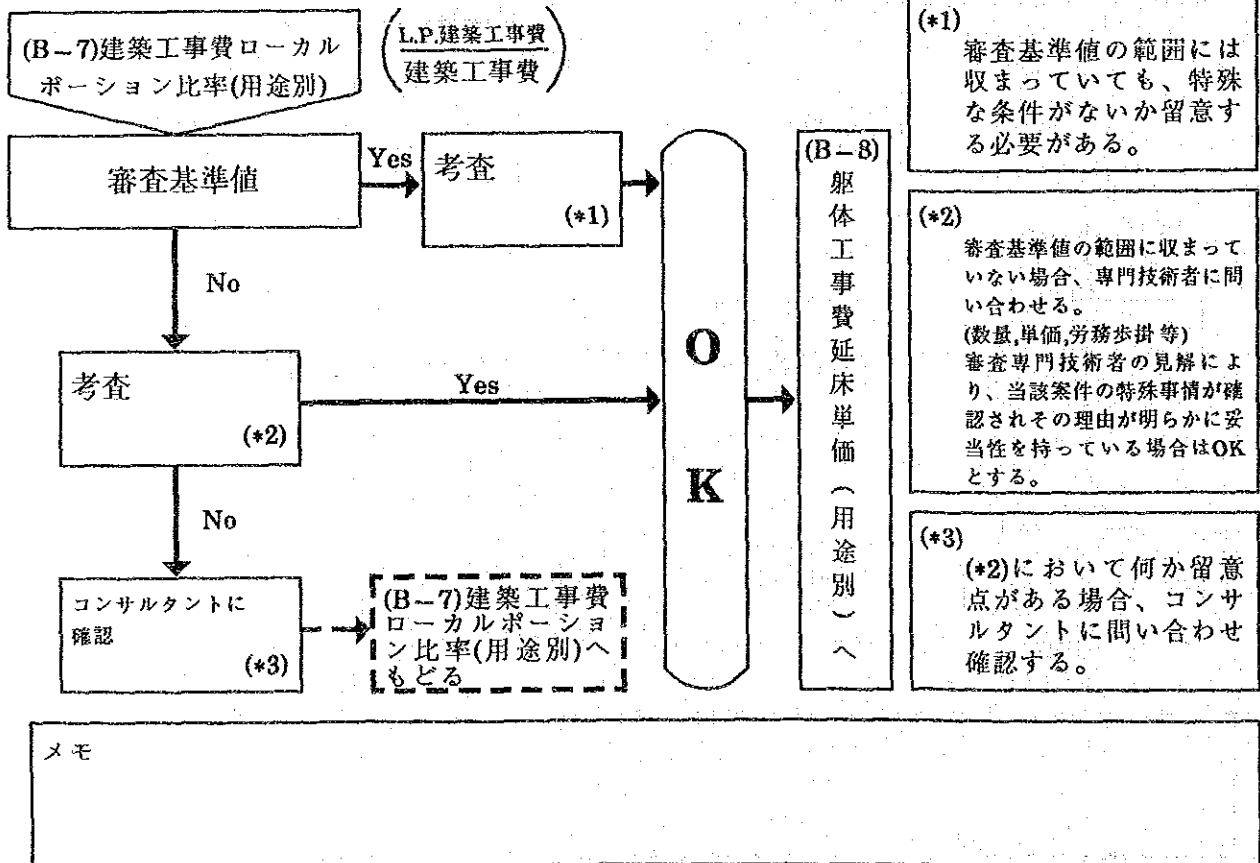 (B-7)建築工事費ローカル
ポーション比率(用途別)
(L.P.建築工事費
建築工事費)
審査基準値
Yes
考査
(*1)
No
考査
(*2)
Yes
No
コンサルタントに
確認
(*3)
(B-7)建築工事費
ローカルポーショ
ン比率(用途別)へ
もどる
O
K
(B-8)
躯体工事費延床単価(用途別)へ
(*1)
審査基準値の範囲には
収まっていても、特殊
な条件がないか留意す
る必要がある。
(*2)
審査基準値の範囲に収まって
いない場合、専門技術者に問
い合わせる。
(数量,単価,労務歩掛等)
審査専門技術者の見解によ
り、当該案件の特殊事情が確
認されその理由が明らかに妥
当性を持っている場合はOK
とする。
(*3)
(*2)において何か留意
点がある場合、コンサ
ルタントに問い合わせ
確認する。
メモ